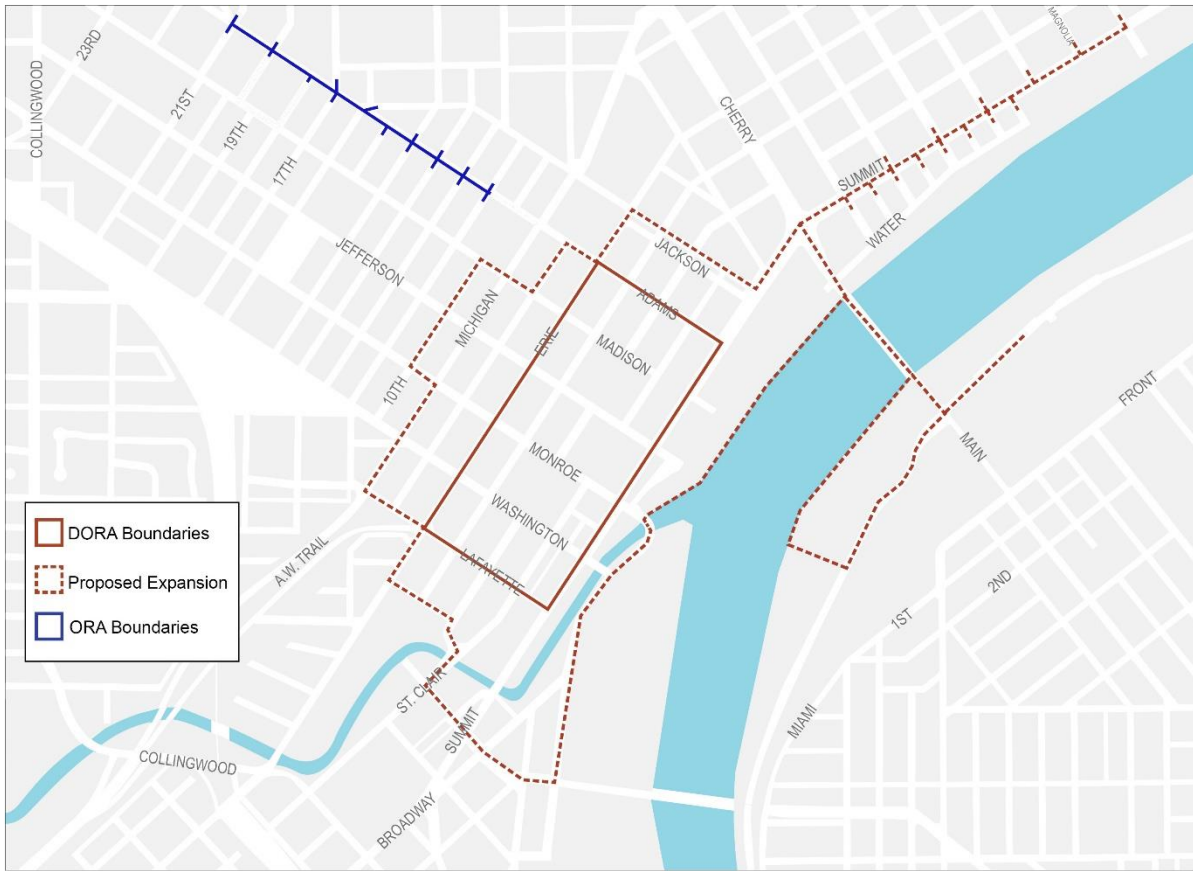 MAGNOLIA
23RD
COLLINGWOOD
21ST
19TH
17TH
CHERRY
SUMMIT
WATER
JEFFERSON
JACKSON
ADAMS
MICHIGAN
ERIE
MADISON
10TH
FRONT
MAIN
MONROE
WASHINGTON
LAFAYETTE
A.W. TRAIL
DORA Boundaries
Proposed Expansion
ORA Boundaries
2ND
1ST
ST. CLAIR
SUMMIT
MIAMI
COLLINGWOOD
BROADWAY